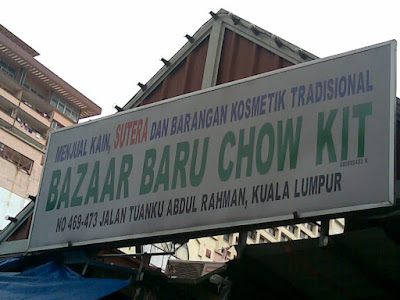 MENJUAL KAIN, SUTERA DAN BARANGAN KOSMETIK TRADISIONAL
BAZAAR BARU CHOW KIT
NO 469-473 JALAN TUANKU ABDUL RAHMAN, KUALA LUMPUR